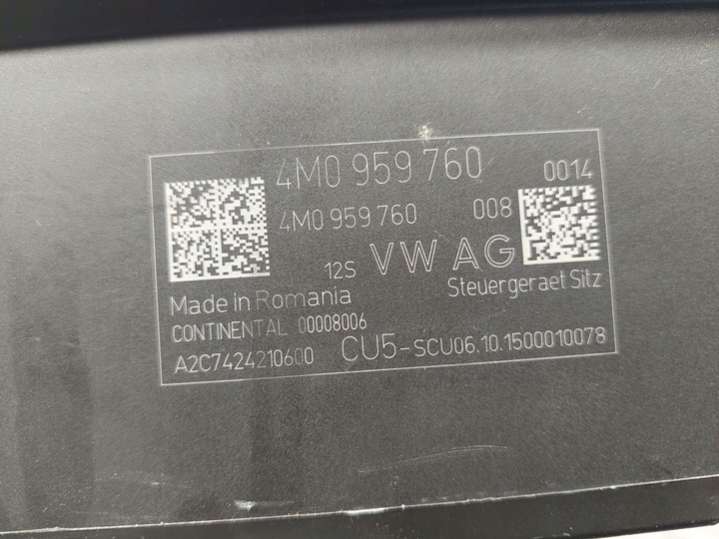 4M0 959 760 0014
4M0 959 760 008
12S VW AG
Made in Romania Steuergeraet Sitz
CONTINENTAL 00008006
A2C7424210600 CU5-SCU06.10.1500010078